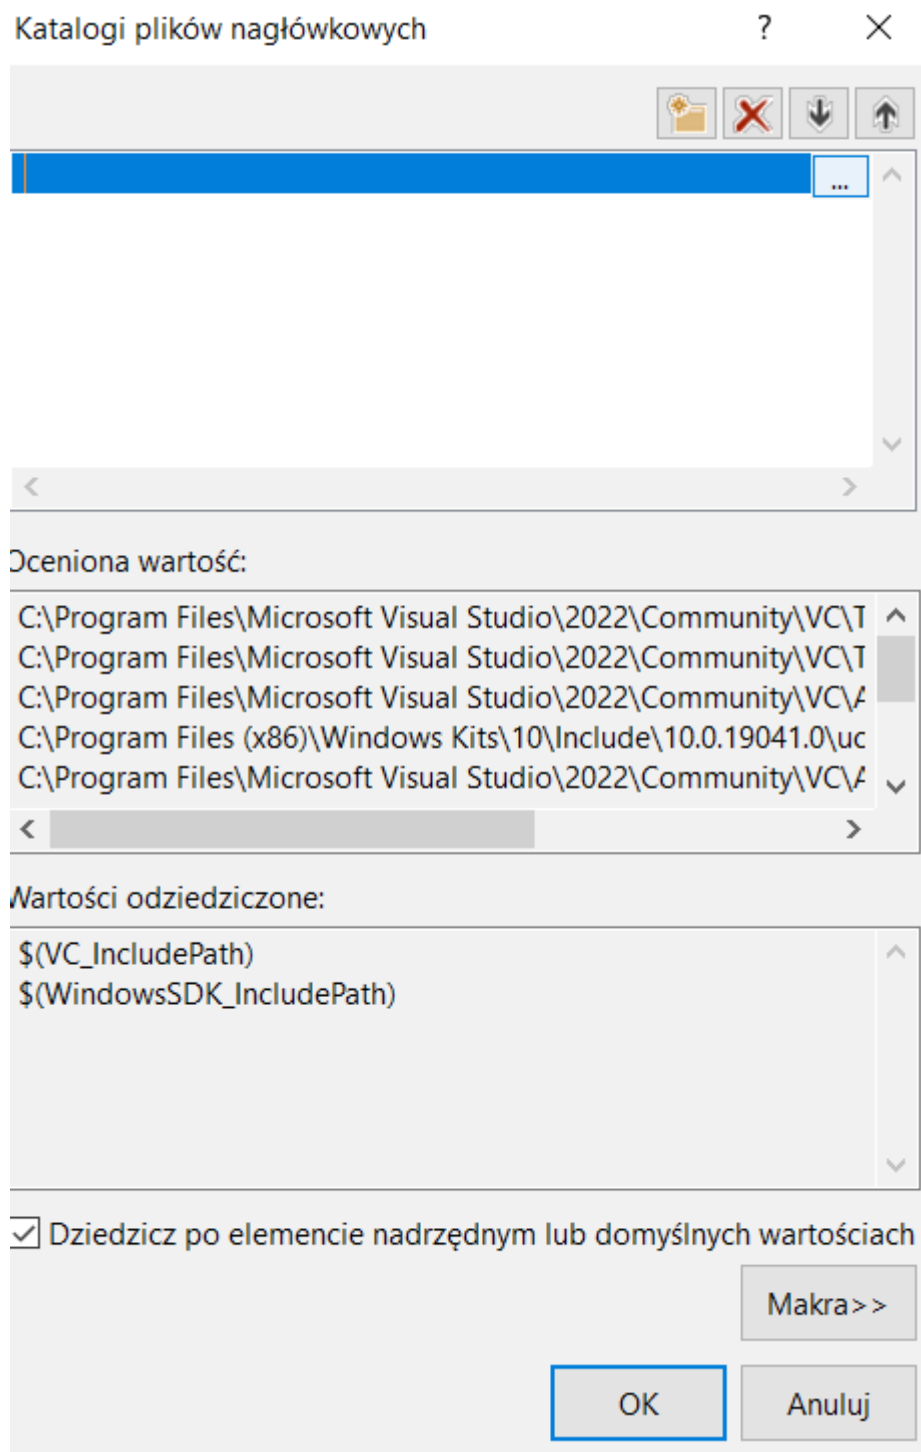 Katalogi plików nagłówkowych ? ×
...
Oceniona wartość:
C:\Program Files\Microsoft Visual Studio\2022\Community\VC\T
C:\Program Files\Microsoft Visual Studio\2022\Community\VC\T
C:\Program Files\Microsoft Visual Studio\2022\Community\VC\A
C:\Program Files (x86)\Windows Kits\10\Include\10.0.19041.0\uc
C:\Program Files\Microsoft Visual Studio\2022\Community\VC\A
Wartości odziedziczone:
$(VC_IncludePath)
$(WindowsSDK_IncludePath)
Dziedzicz po elemencie nadrzędnym lub domyślnych wartościach
Makra>>
OK Anuluj